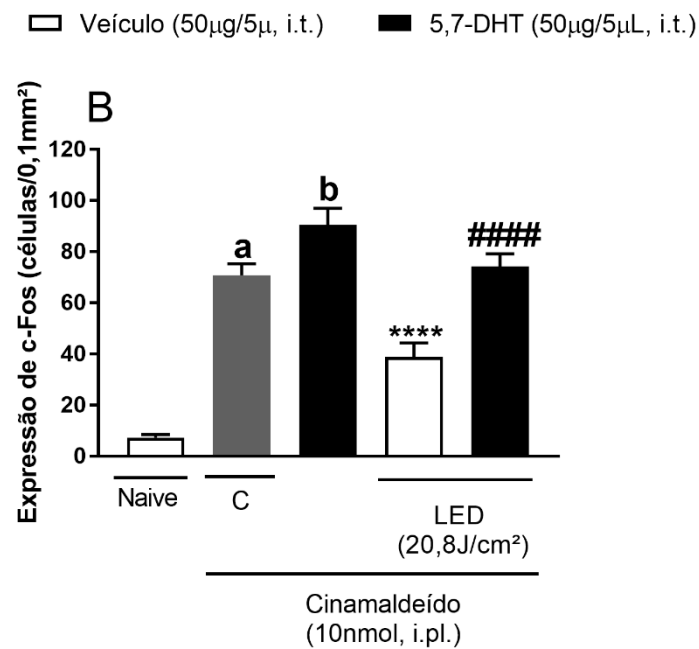 Veículo (50μg/5μ, i.t.) 5,7-DHT (50μg/5μL, i.t.)
B
Expressão de c-Fos (células/0,1mm²)
120
100
80
60
40
20
0
a
b
****
####
Naive
C
LED
(20,8J/cm²)
Cinamaldeído
(10nmol, i.pl.)